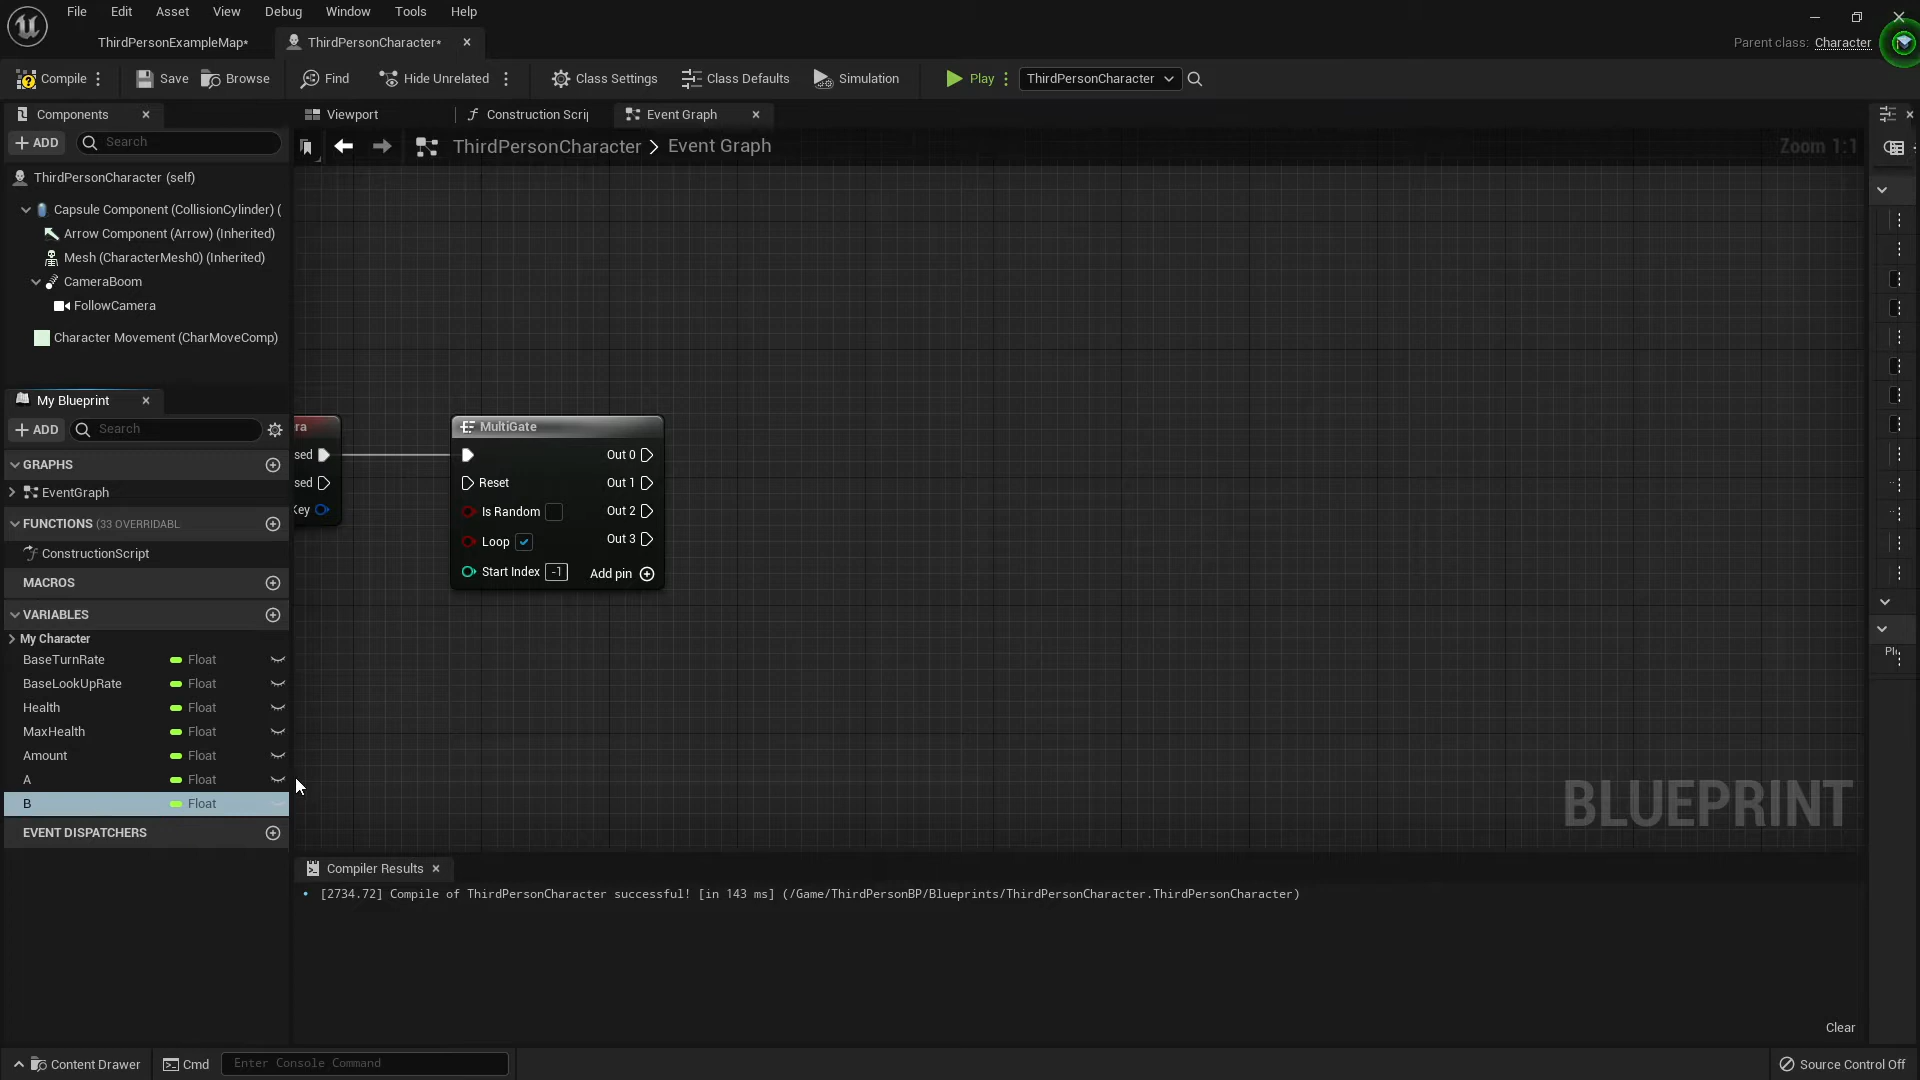 File Edit Asset View Debug Window Tools Help
ThirdPersonExampleMap*
ThirdPersonCharacter*
Parent class: Character
Compile
Save
Browse
Find
Hide Unrelated
Class Settings
Class Defaults
Simulation
Play
ThirdPersonCharacter
Components
Viewport
Construction Scrip
Event Graph
ADD
Search
ThirdPersonCharacter > Event Graph
Zoom 1:1
ThirdPersonCharacter (self)
Capsule Component (CollisionCylinder) (
Arrow Component (Arrow) (Inherited)
Mesh (CharacterMesh0) (Inherited)
CameraBoom
FollowCamera
Character Movement (CharMoveComp)
My Blueprint
ADD
Search
GRAPHS
EventGraph
FUNCTIONS (33 OVERRIDABL
ConstructionScript
MACROS
VARIABLES
My Character
BaseTurnRate Float
BaseLookUpRate Float
Health Float
MaxHealth Float
Amount Float
A Float
B Float
EVENT DISPATCHERS
ra
sed
sed
Key
MultiGate
Out 0
Reset Out 1
Is Random Out 2
Loop Out 3
Start Index -1 Add pin
BLUEPRINT
Compiler Results
[2734.72] Compile of ThirdPersonCharacter successful! [in 143 ms] (/Game/ThirdPersonBP/Blueprints/ThirdPersonCharacter.ThirdPersonCharacter)
Clear
Content Drawer
Cmd
Enter Console Command
Source Control Off